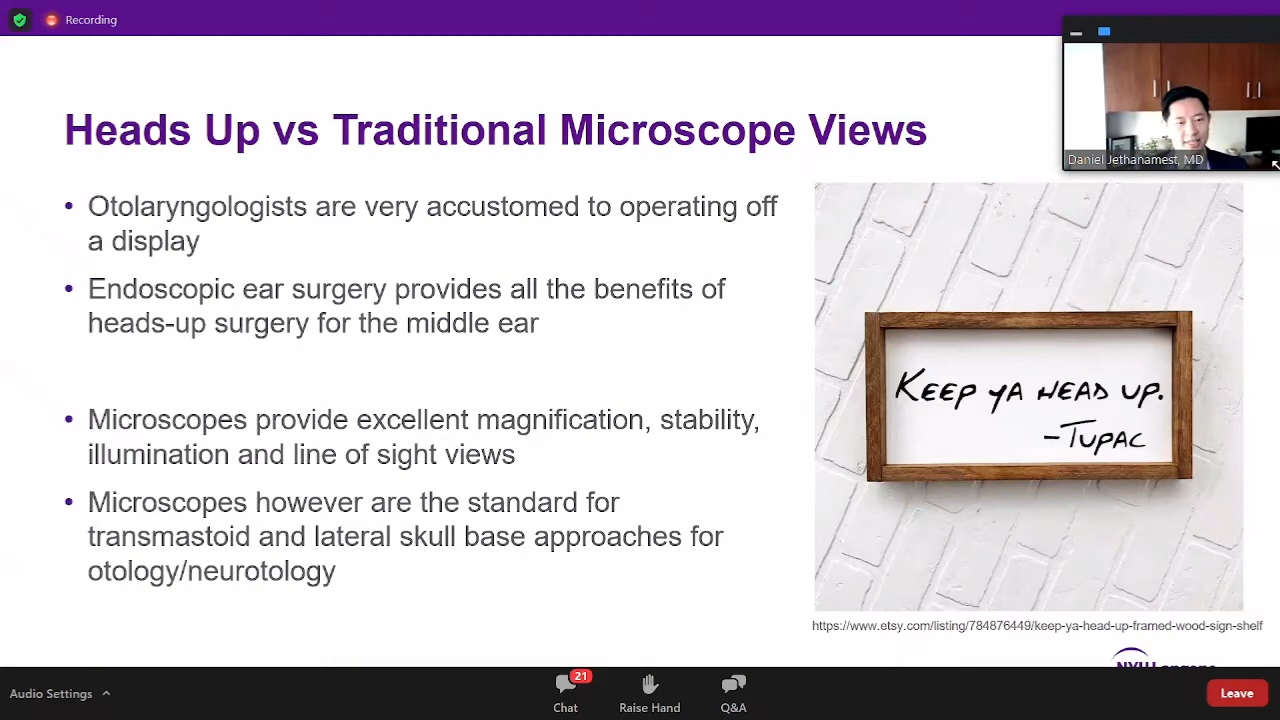 Recording
Heads Up vs Traditional Microscope Views
Daniel Jethanamest, MD
• Otolaryngologists are very accustomed to operating off
a display
• Endoscopic ear surgery provides all the benefits of
heads-up surgery for the middle ear
• Microscopes provide excellent magnification, stability,
illumination and line of sight views
• Microscopes however are the standard for
transmastoid and lateral skull base approaches for
otology/neurotology
KEEP YA HEAD UP.
-TUPAC
https://www.etsy.com/listing/784876449/keep-ya-head-up-framed-wood-sign-shelf
Audio Settings
21
Chat
Raise Hand
Q&A
Leave